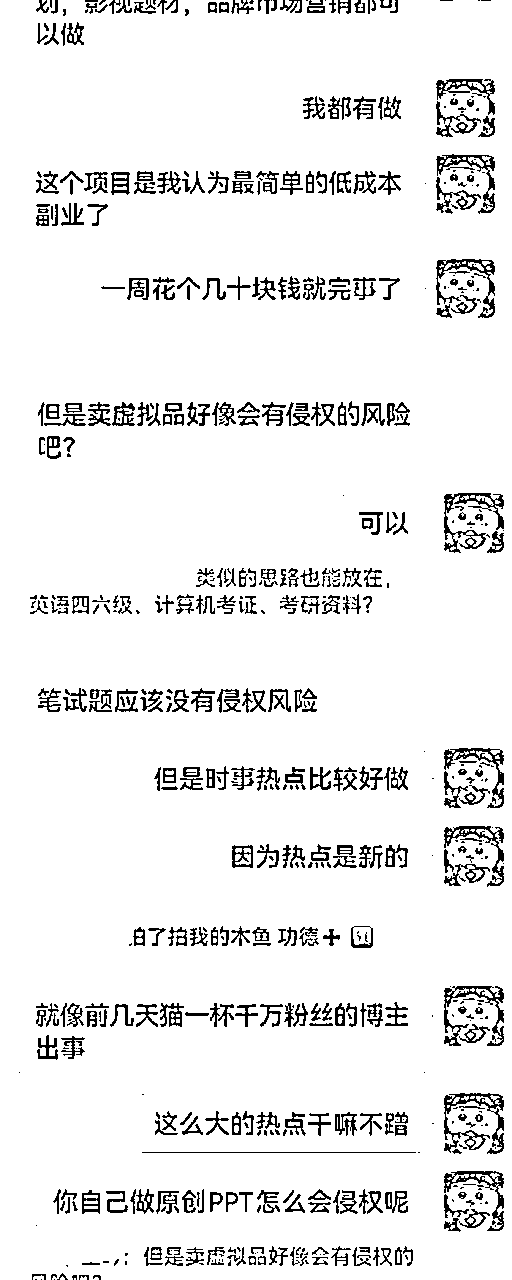 划，影视题材，品牌市场营销都可
以做
我都有做
这个项目是我认为最简单的低成本
副业了
一周花个几十块钱就完事了
但是卖虚拟品好像会有侵权的风险
吧？
可以
类似的思路也能放在，
英语四六级、计算机考证、考研资料？
笔试题应该没有侵权风险
但是时事热点比较好做
因为热点是新的
拍了拍我的木鱼 功德+
就像前几天猫一杯千万粉丝的博主
出事
这么大的热点干嘛不蹭
你自己做原创PPT怎么会侵权呢
：但是卖虚拟品好像会有侵权的
风险吧？